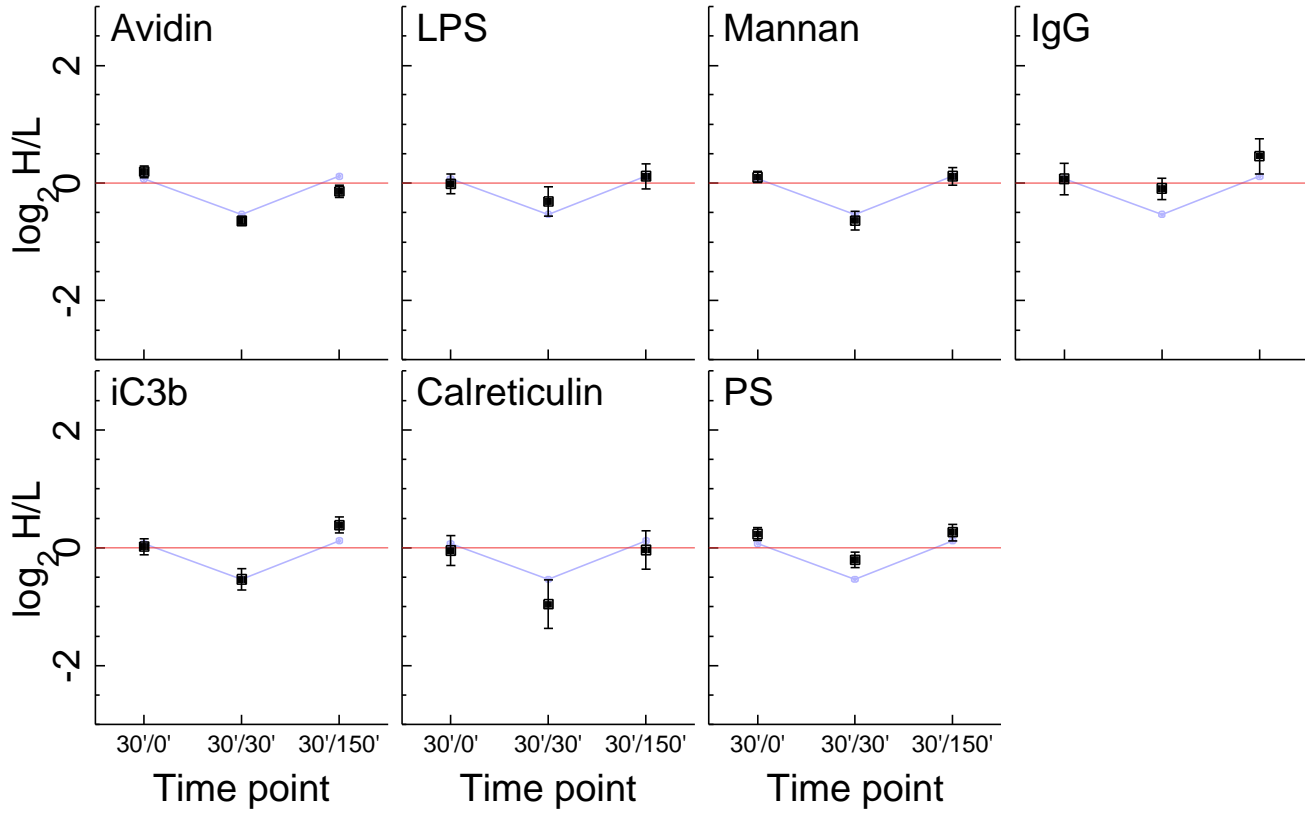 Avidin
LPS
Mannan
IgG
2
0
-2
log2 H/L
iC3b
Calreticulin
PS
2
0
-2
log2 H/L
30'/0' 30'/30' 30'/150'
30'/0' 30'/30' 30'/150'
30'/0' 30'/30' 30'/150'
Time point
Time point
Time point